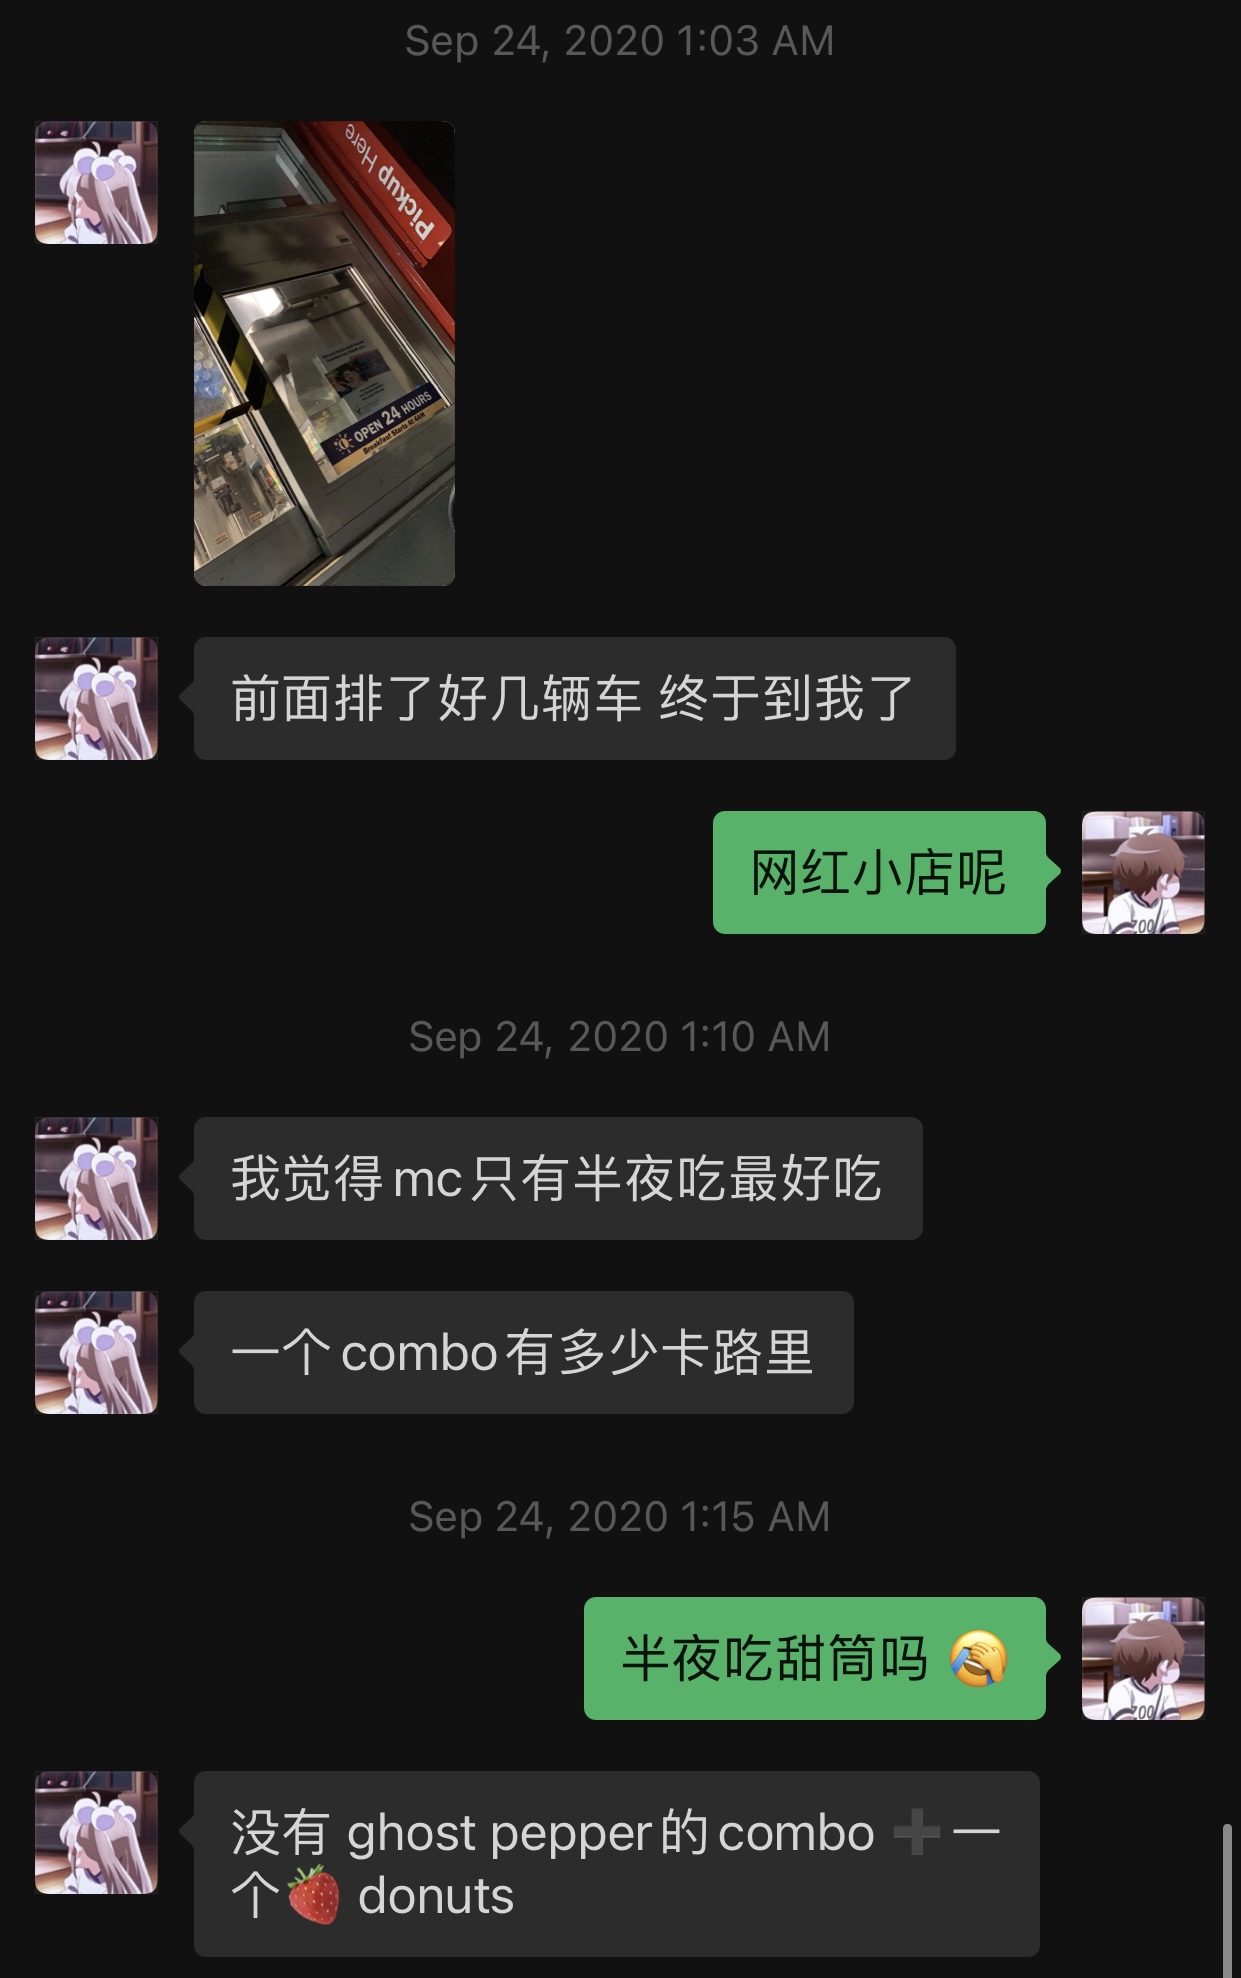 Sep 24, 2020 1:03 AM
Pickup Here
OPEN 24 HOURS
Breakfast Starts At 4AM
前面排了好几辆车 终于到我了
网红小店呢
ZOO
Sep 24, 2020 1:10 AM
我觉得mc只有半夜吃最好吃
一个combo有多少卡路里
Sep 24, 2020 1:15 AM
半夜吃甜筒吗 🤦
ZOO
没有 ghost pepper的combo ➕一
个🍓 donuts